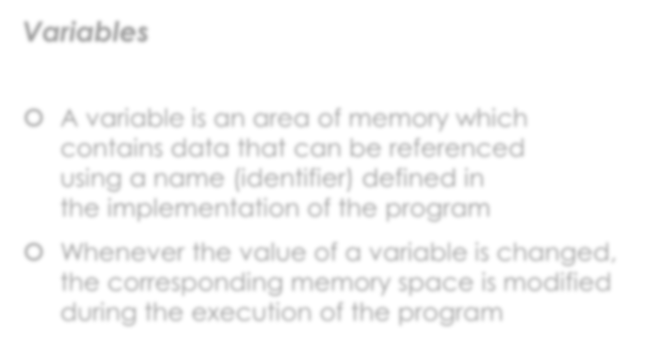 Variables
A variable is an area of memory which
contains data that can be referenced
using a name (identifier) defined in
the implementation of the program
Whenever the value of a variable is changed,
the corresponding memory space is modified
during the execution of the program